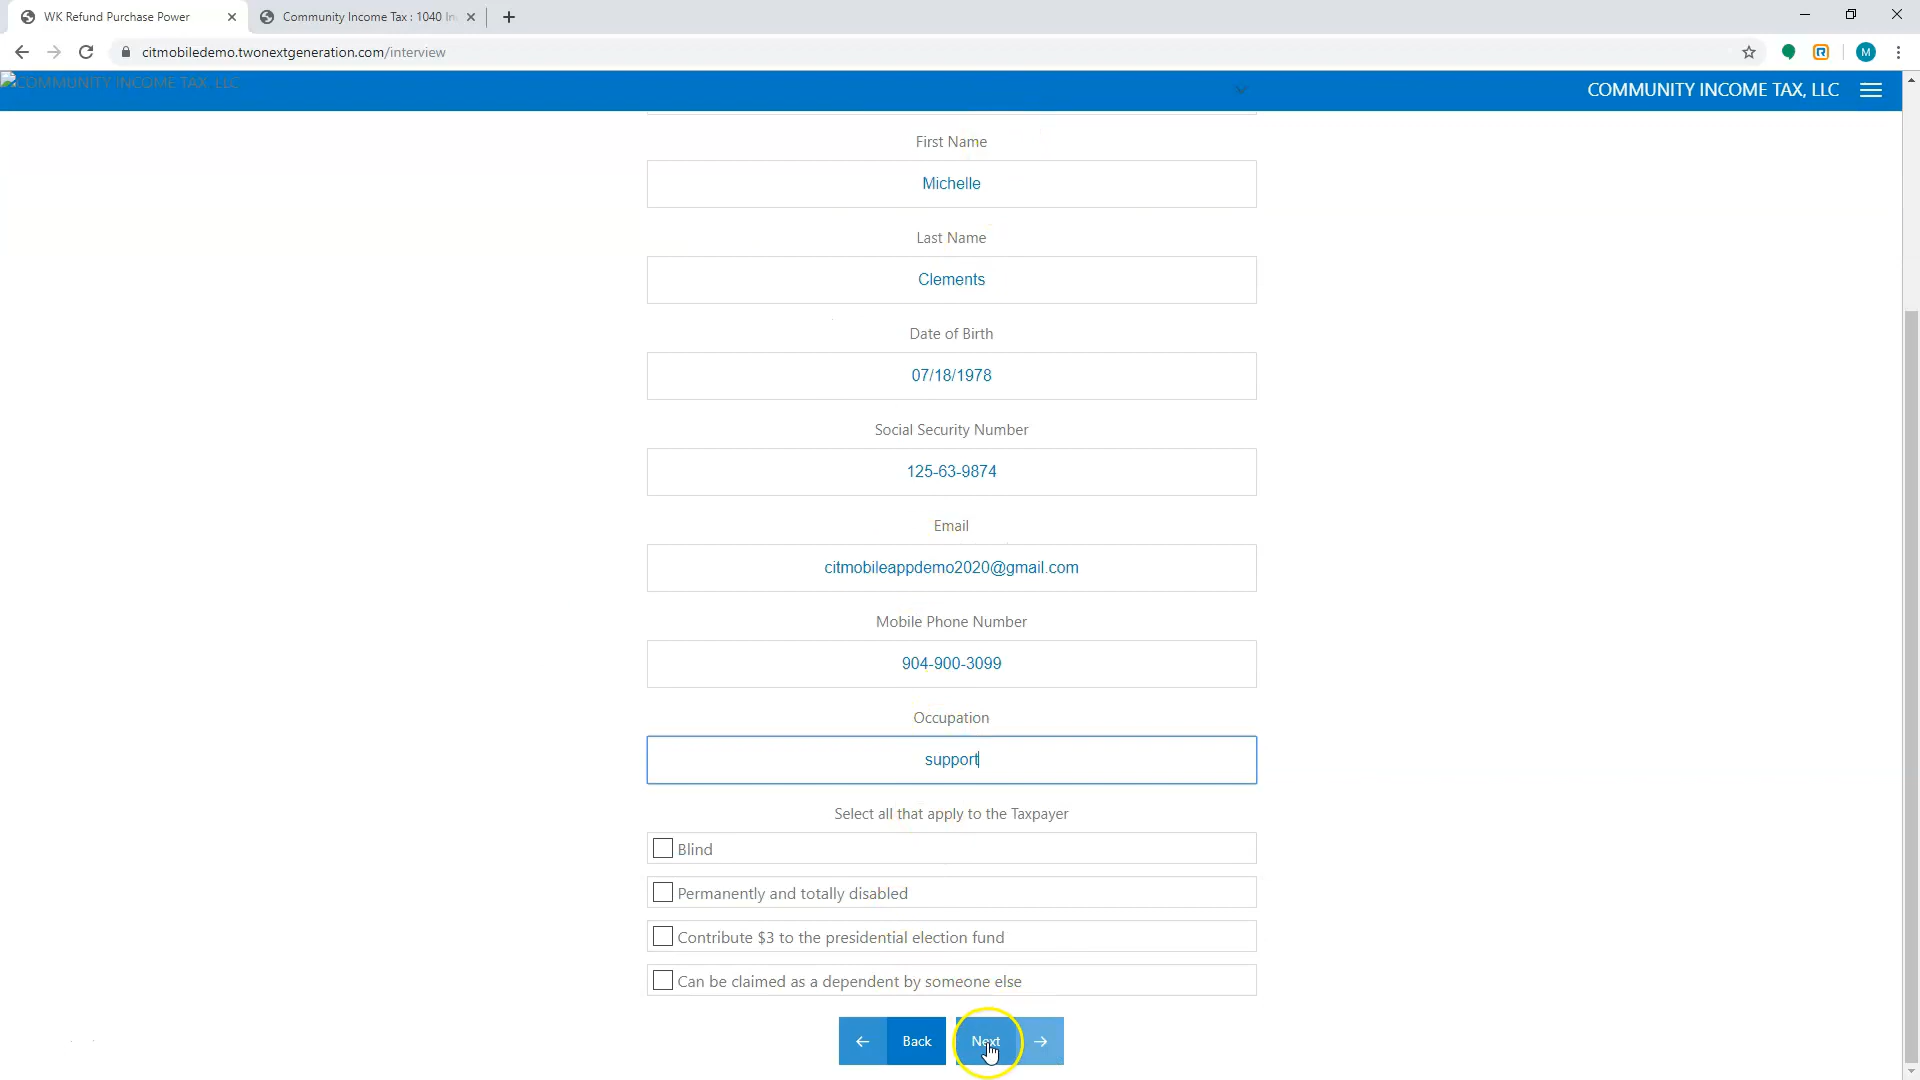 WK Refund Purchase Power
Community Income Tax : 1040 In
citmobiledemo.twonextgeneration.com/interview
M
COMMUNITY INCOME TAX, LLC
COMMUNITY INCOME TAX, LLC
First Name
Michelle
Last Name
Clements
Date of Birth
07/18/1978
Social Security Number
125-63-9874
Email
citmobileappdemo2020@gmail.com
Mobile Phone Number
904-900-3099
Occupation
support
Select all that apply to the Taxpayer
Blind
Permanently and totally disabled
Contribute $3 to the presidential election fund
Can be claimed as a dependent by someone else
Back
Next